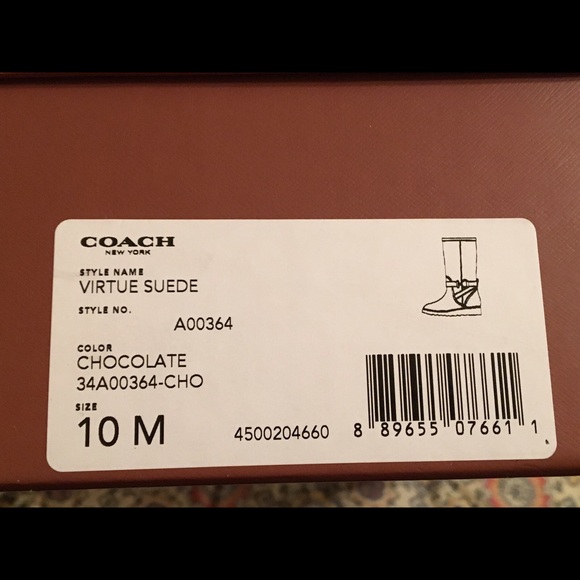 COACH
NEW YORK
STYLE NAME
VIRTUE SUEDE
STYLE NO.
A00364
COLOR
CHOCOLATE
34A00364-CHO
SIZE
10 M
4500204660
8 89655 07661 1